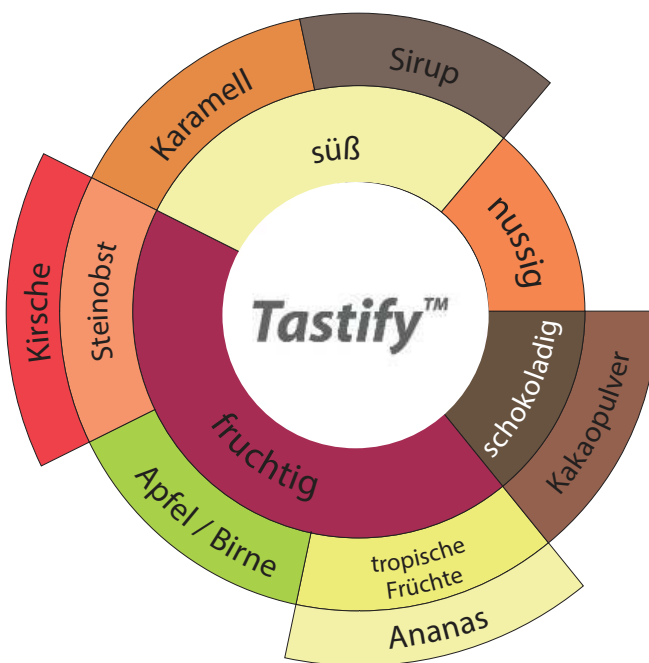 Sirup
Karamell
süß
nussig
Kirsche
Steinobst
Tastify™
schokoladig
Kakaopulver
fruchtig
Apfel / Birne
tropische
Früchte
Ananas